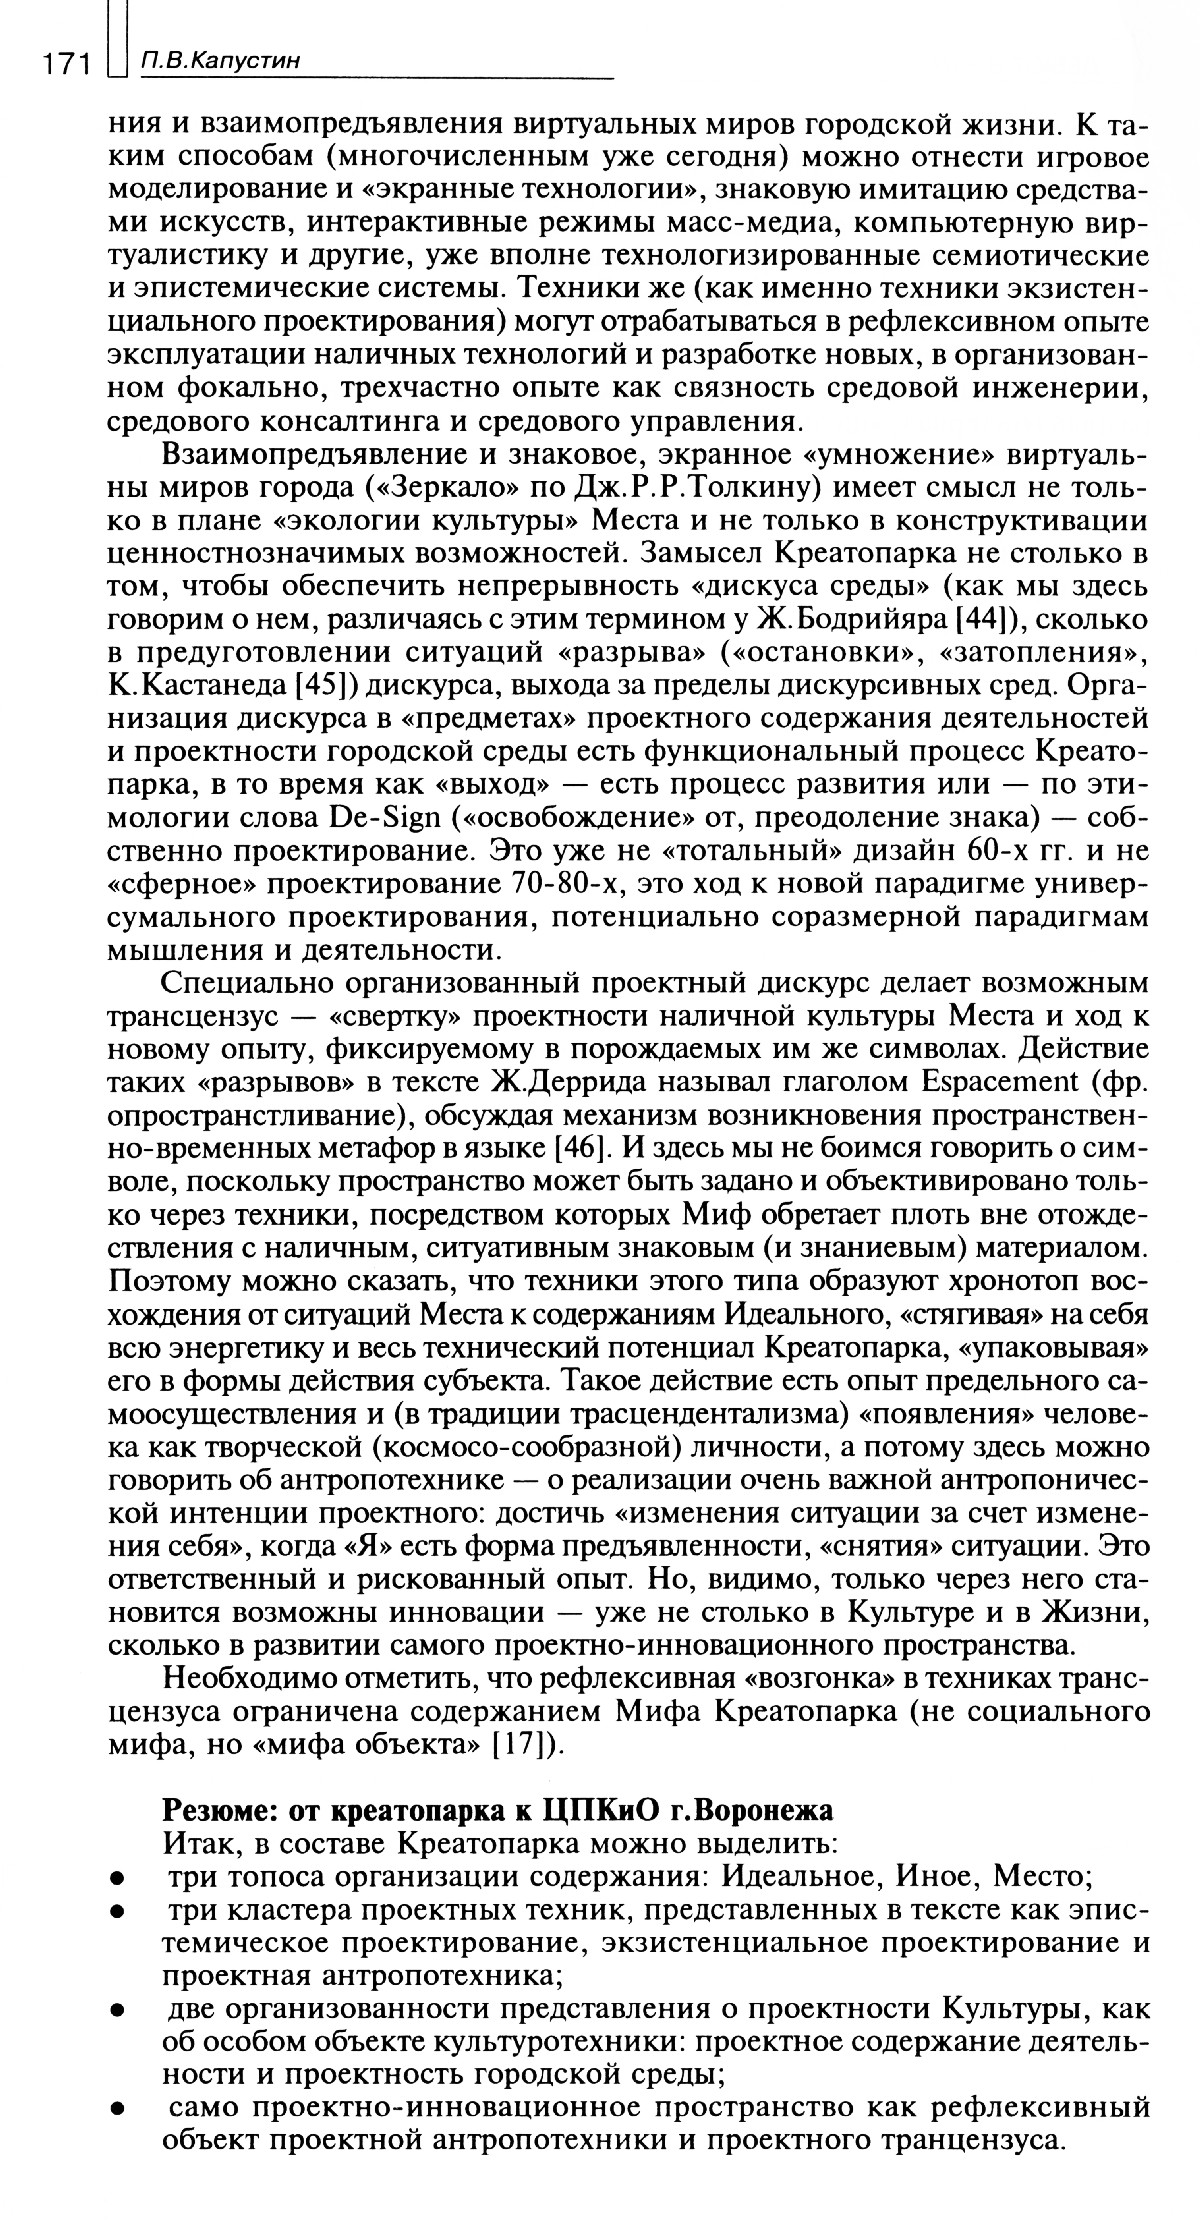 171
П.В.Капустин
ния и взаимопредъявления виртуальных миров городской жизни. К та-
ким способам (многочисленным уже сегодня) можно отнести игровое
моделирование и «экранные технологии», знаковую имитацию средства-
ми искусств, интерактивные режимы масс-медиа, компьютерную вир-
туалистику и другие, уже вполне технологизированные семиотические
и эпистемические системы. Техники же (как именно техники экзистен-
циального проектирования) могут отрабатываться в рефлексивном опыте
эксплуатации наличных технологий и разработке новых, в организован-
ном фокально, трехчастно опыте как связность средовой инженерии,
средового консалтинга и средового управления.
Взаимопредъявление и знаковое, экранное «умножение» виртуаль-
ны миров города («Зеркало» по Дж.Р.Р.Толкину) имеет смысл не толь-
ко в плане «экологии культуры» Места и не только в конструктивации
ценностнозначимых возможностей. Замысел Креатопарка не столько в
том, чтобы обеспечить непрерывность «дискуса среды» (как мы здесь
говорим о нем, различаясь с этим термином у Ж.Бодрийяра [44]), сколько
в предуготовлении ситуаций «разрыва» («остановки», «затопления»,
К.Кастанеда [45]) дискурса, выхода за пределы дискурсивных сред. Орга-
низация дискурса в «предметах» проектного содержания деятельностей
и проектности городской среды есть функциональный процесс Креато-
парка, в то время как «выход» — есть процесс развития или — по эти-
мологии слова De-Sign («освобождение» от, преодоление знака) — соб-
ственно проектирование. Это уже не «тотальный» дизайн 60-х гг. и не
«сферное» проектирование 70-80-х, это ход к новой парадигме универ-
сумального проектирования, потенциально соразмерной парадигмам
мышления и деятельности.
Специально организованный проектный дискурс делает возможным
трансцензус — «свертку» проектности наличной культуры Места и ход к
новому опыту, фиксируемому в порождаемых им же символах. Действие
таких «разрывов» в тексте Ж.Деррида называл глаголом Espacement (фр.
опространстливание), обсуждая механизм возникновения пространствен-
но-временных метафор в языке [46]. И здесь мы не боимся говорить о сим-
воле, поскольку пространство может быть задано и объективировано толь-
ко через техники, посредством которых Миф обретает плоть вне отожде-
ствления с наличным, ситуативным знаковым (и знаниевым) материалом.
Поэтому можно сказать, что техники этого типа образуют хронотоп вос-
хождения от ситуаций Места к содержаниям Идеального, «стягивая» на себя
всю энергетику и весь технический потенциал Креатопарка, «упаковывая»
его в формы действия субъекта. Такое действие есть опыт предельного са-
моосуществления и (в традиции трасцендентализма) «появления» челове-
ка как творческой (космосо-сообразной) личности, а потому здесь можно
говорить об антропотехнике — о реализации очень важной антропоничес-
кой интенции проектного: достичь «изменения ситуации за счет измене-
ния себя», когда «Я» есть форма предъявленности, «снятия» ситуации. Это
ответственный и рискованный опыт. Но, видимо, только через него ста-
новится возможны инновации — уже не столько в Культуре и в Жизни,
сколько в развитии самого проектно-инновационного пространства.
Необходимо отметить, что рефлексивная «возгонка» в техниках транс-
цензуса ограничена содержанием Мифа Креатопарка (не социального
мифа, но «мифа объекта» [17]).
Резюме: от креатопарка к ЦПКиО г.Воронежа
Итак, в составе Креатопарка можно выделить:
● три топоса организации содержания: Идеальное, Иное, Место;
● три кластера проектных техник, представленных в тексте как эпис-
темическое проектирование, экзистенциальное проектирование и
проектная антропотехника;
● две организованности представления о проектности Культуры, как
об особом объекте культуротехники: проектное содержание деятель-
ности и проектность городской среды;
● само проектно-инновационное пространство как рефлексивный
объект проектной антропотехники и проектного транцензуса.